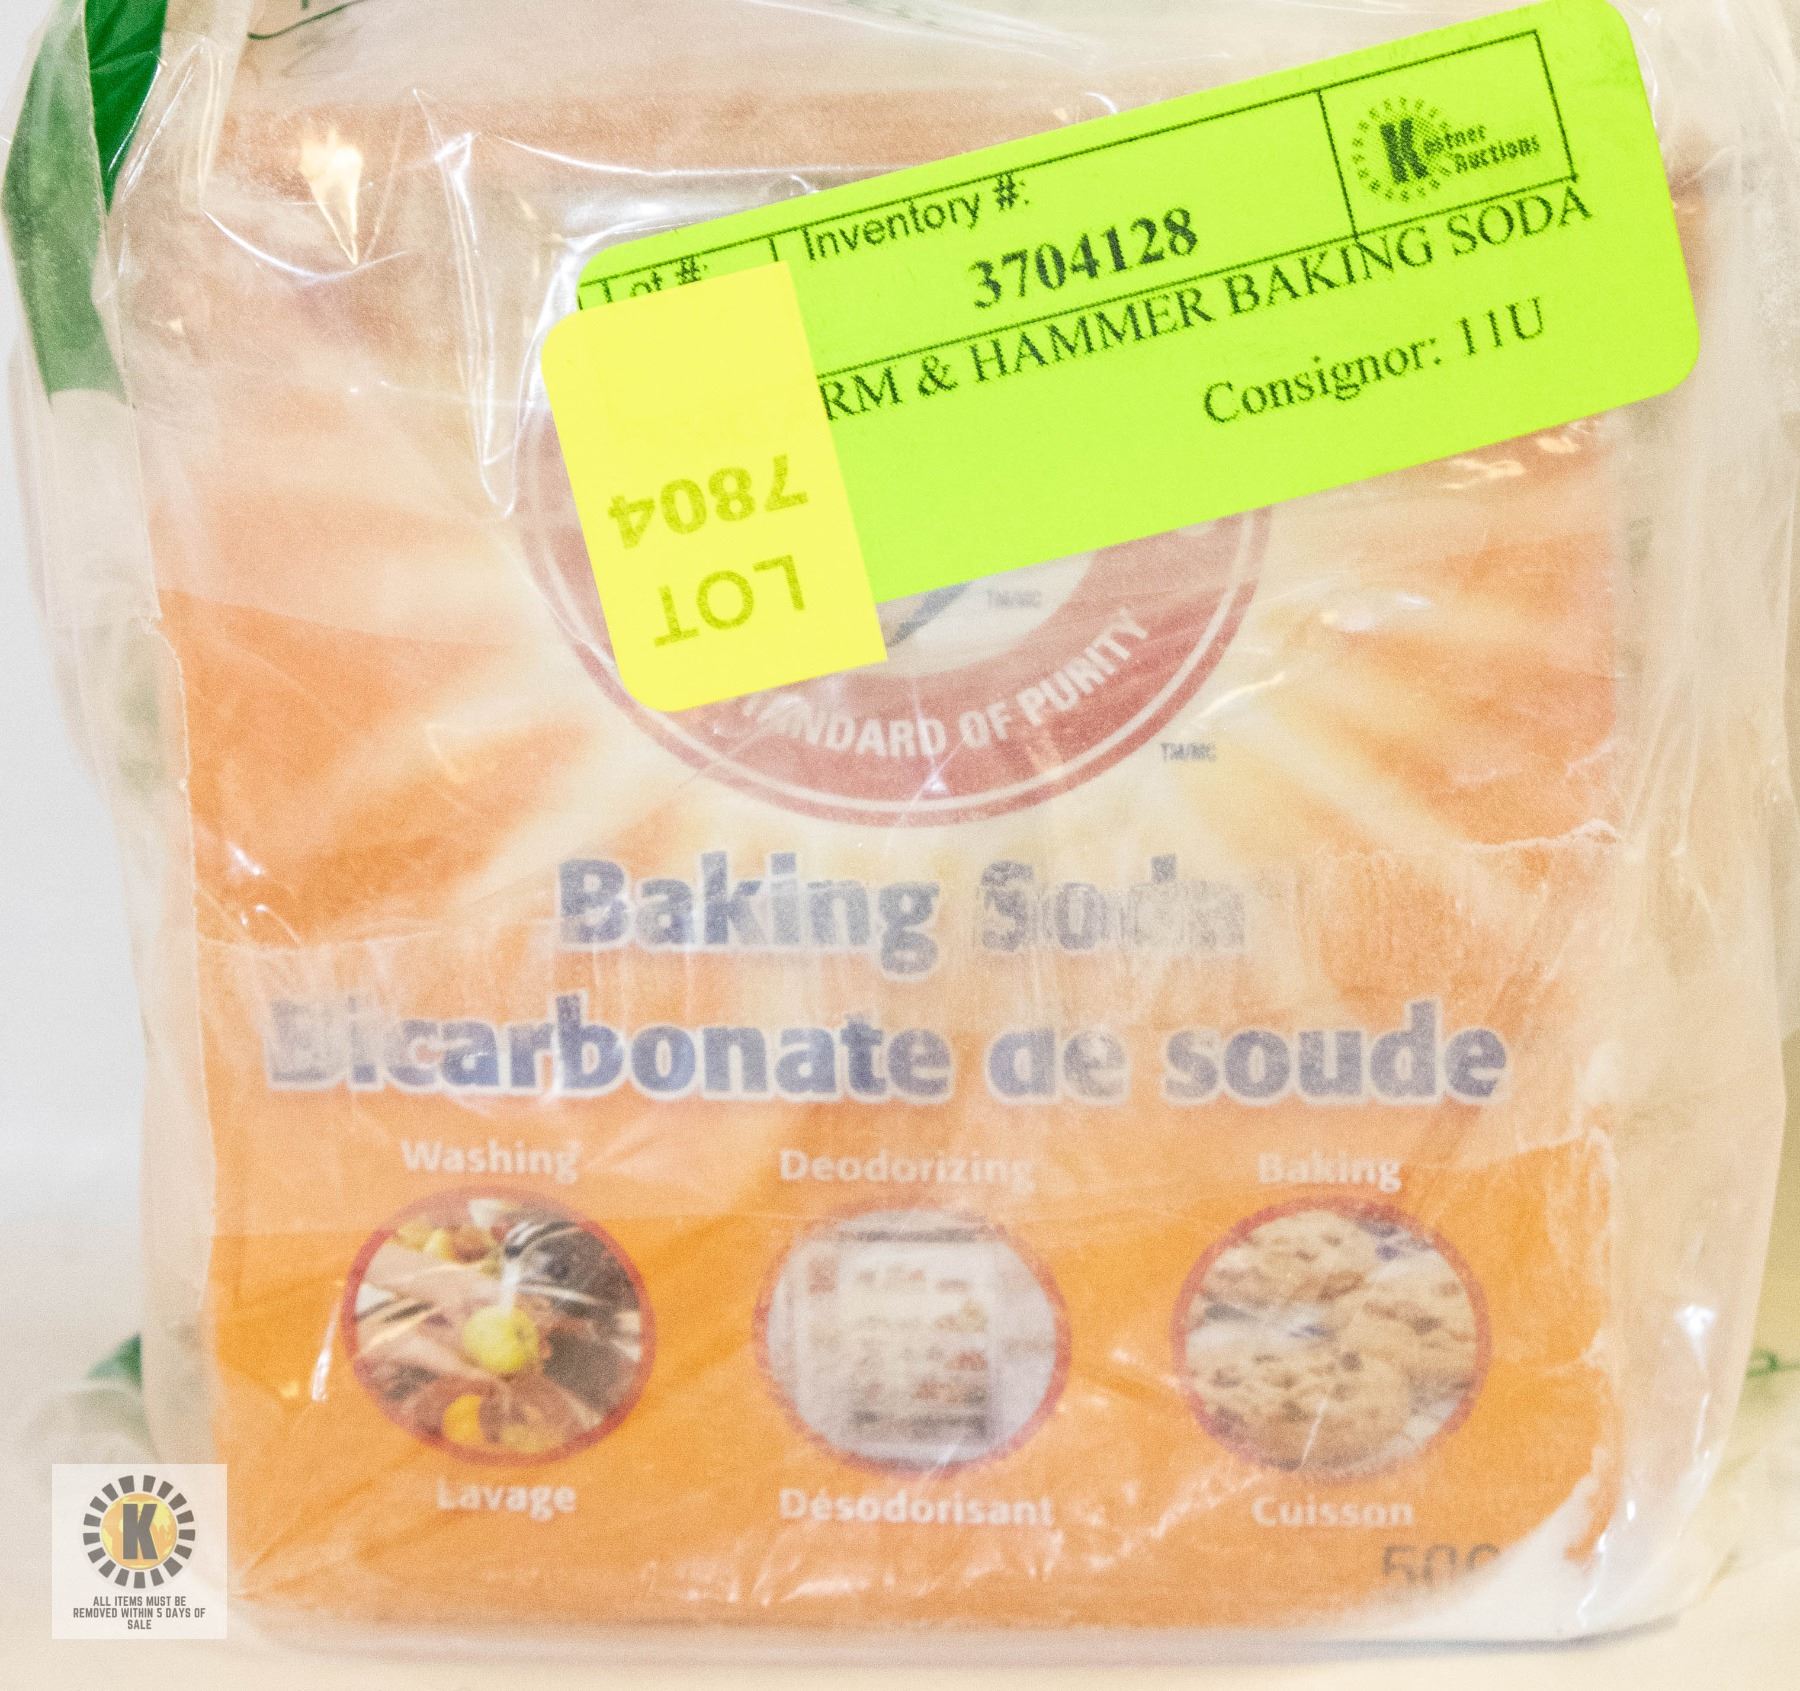 Lot #:
Inventory #:
3704128
Kastner
Auctions
RM & HAMMER BAKING SODA
Consignor: 11U
LOT
7804
TM/MC
STANDARD OF PURITY
TM/MC
Baking Soda
Bicarbonate de soude
Washing Deodorizing Baking
Lavage Désodorisant Cuisson
500
K
ALL ITEMS MUST BE
REMOVED WITHIN 5 DAYS OF
SALE